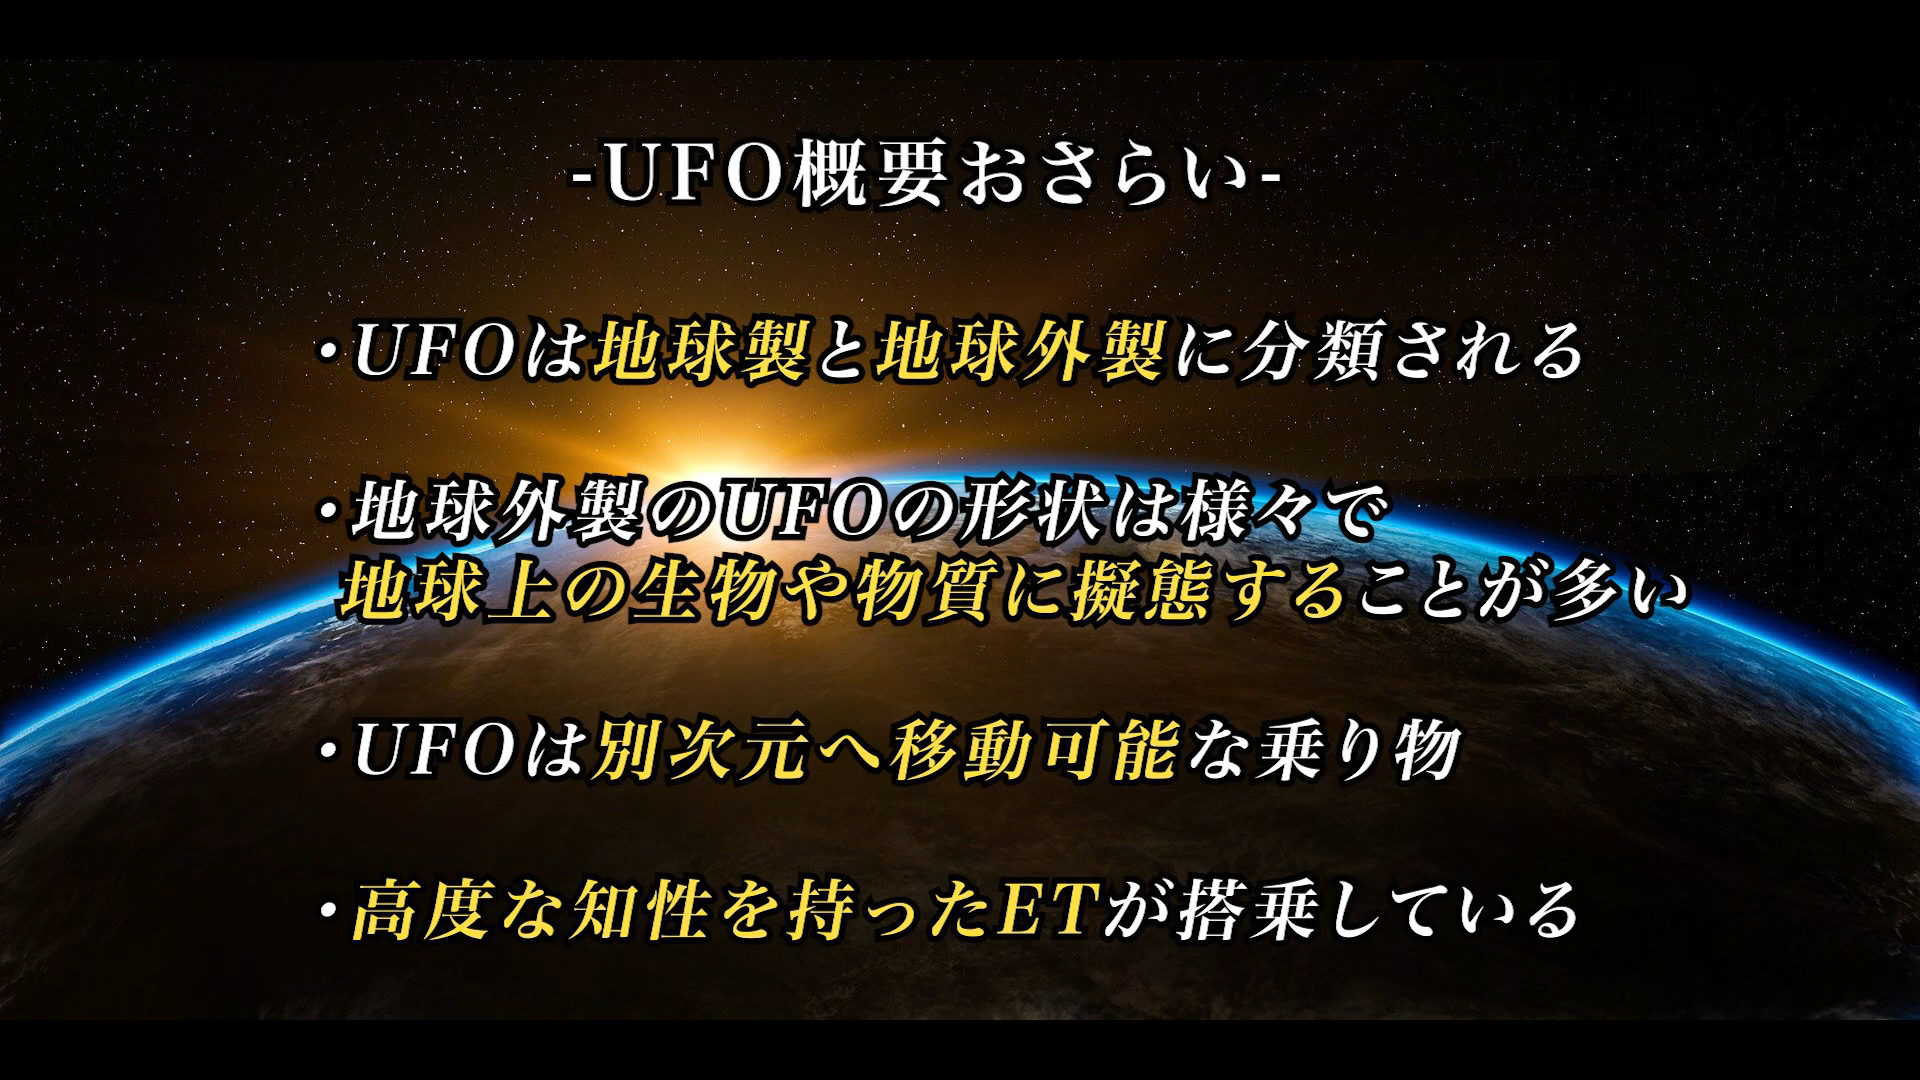 -UFO概要おさらい-
・UFOは地球製と地球外製に分類される
・地球外製のUFOの形状は様々で
地球上の生物や物質に擬態することが多い
・UFOは別次元へ移動可能な乗り物
・高度な知性を持ったETが搭乗している